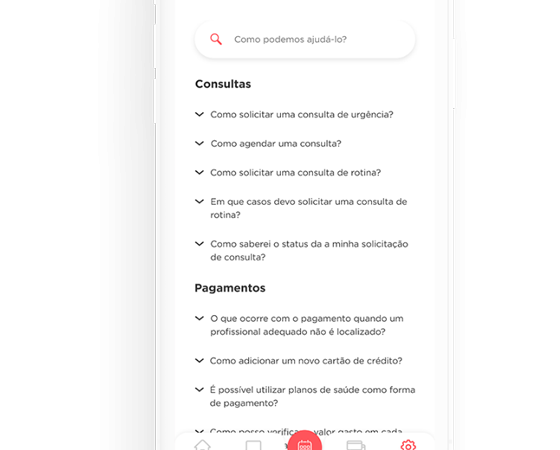 Como podemos ajudá-lo?
Consultas
Como solicitar uma consulta de urgência?
Como agendar uma consulta?
Como solicitar uma consulta de rotina?
Em que casos devo solicitar uma consulta de
rotina?
Como saberei o status da a minha solicitação
de consulta?
Pagamentos
O que ocorre com o pagamento quando um
profissional adequado não é localizado?
Como adicionar um novo cartão de crédito?
É possível utilizar planos de saúde como forma
de pagamento?
Como posso verificar valor gasto em cada